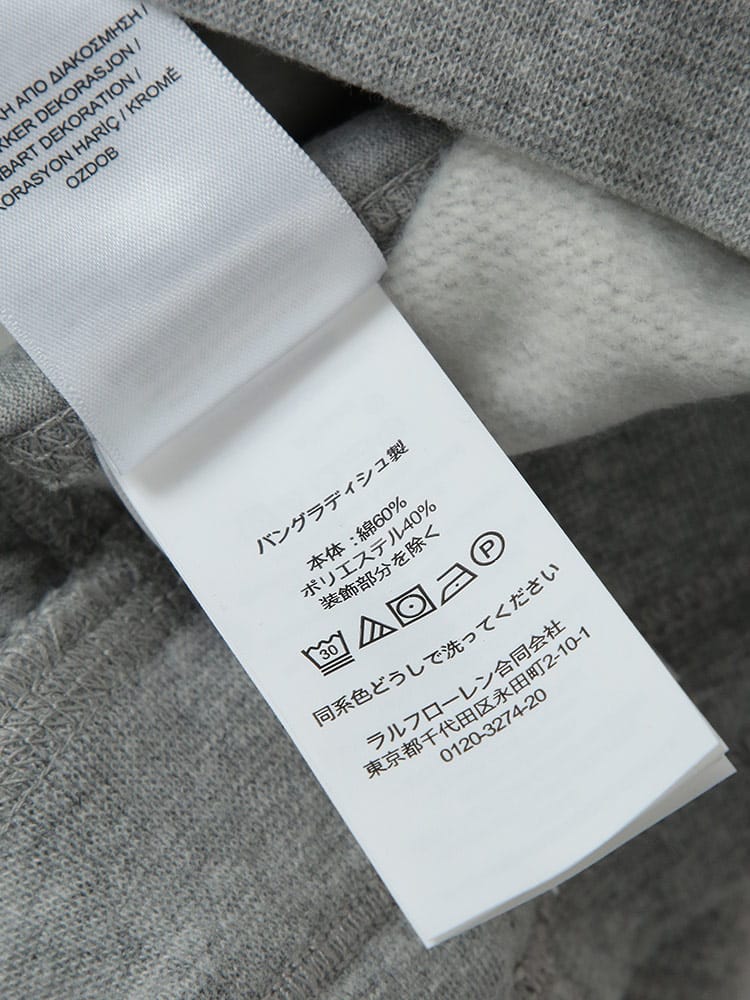 ΚΗ ΑΠΟ ΔΙΑΚΟΣΜΗΣΗ /
KKER DEKORASJON /
NBART DEKORATION /
KORASYON HARİÇ / KROMĚ
OZDOB
バングラディシュ製
本体：綿60%
ポリエステル40%
装飾部分を除く
30 P
同系色どうしで洗ってください
ラルフローレン合同会社
東京都千代田区永田町2-10-1
0120-3274-20